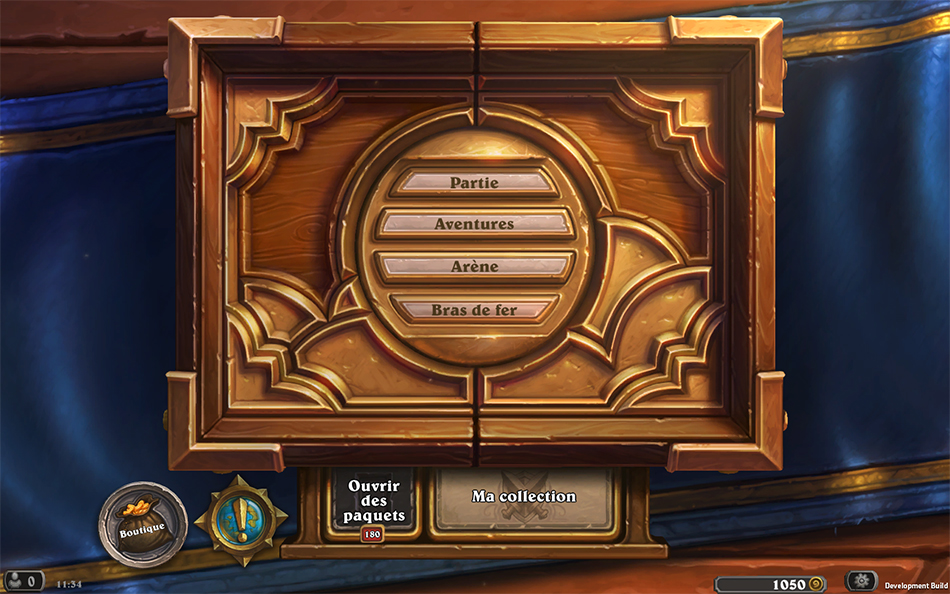 Partie
Aventures
Arène
Bras de fer
Ouvrir
des
paquets
180
Ma collection
Boutique
0
11:34
1050
Development Build